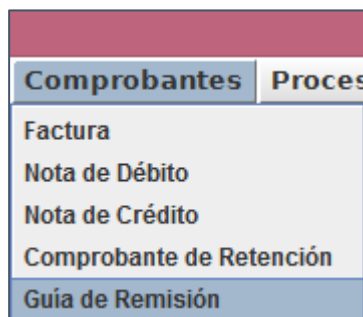 Comprobantes Proces
Factura
Nota de Débito
Nota de Crédito
Comprobante de Retención
Guía de Remisión